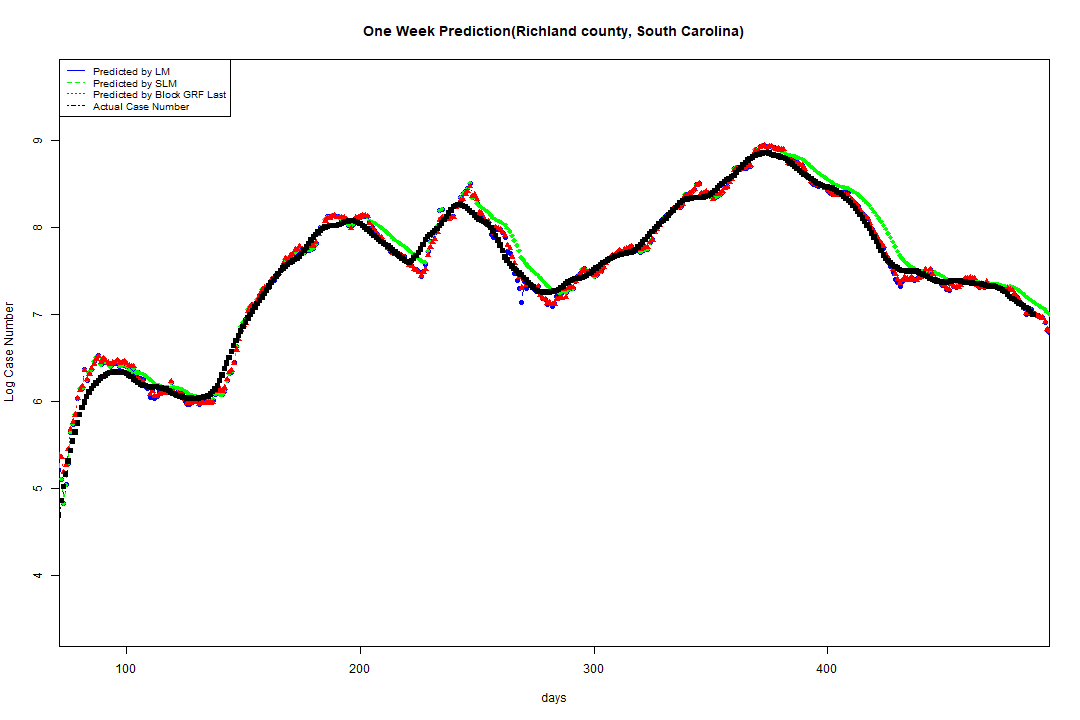 One Week Prediction(Richland county, South Carolina)
Predicted by LM
Predicted by SLM
Predicted by Block GRF Last
Actual Case Number
9
8
7
6
5
4
Log Case Number
100 200 300 400
days